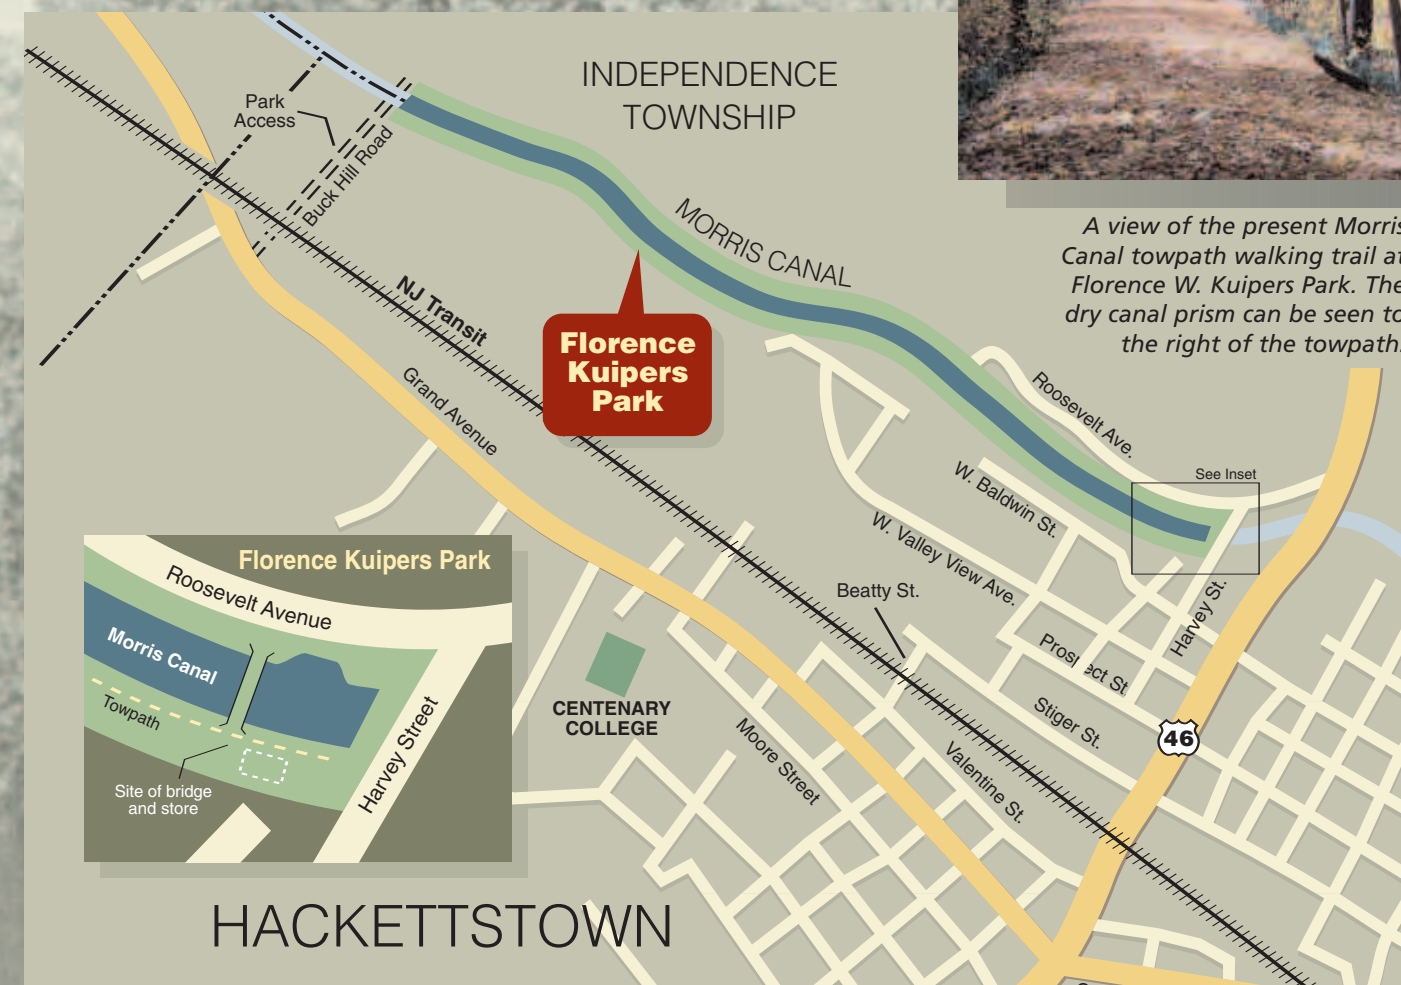 INDEPENDENCE
TOWNSHIP
Park
Access
Buck Hill Road
MORRIS CANAL
A view of the present Morris
Canal towpath walking trail at
Florence W. Kuipers Park. The
dry canal prism can be seen to
the right of the towpath.
NJ Transit
Florence
Kuipers
Park
Grand Avenue
Roosevelt Ave.
See Inset
W. Baldwin St.
W. Valley View Ave.
Beatty St.
Harvey St.
Prospect St
Stiger St.
46
Valentine St.
Moore Street
CENTENARY
COLLEGE
Florence Kuipers Park
Roosevelt Avenue
Morris Canal
Towpath
Harvey Street
Site of bridge
and store
HACKETTSTOWN